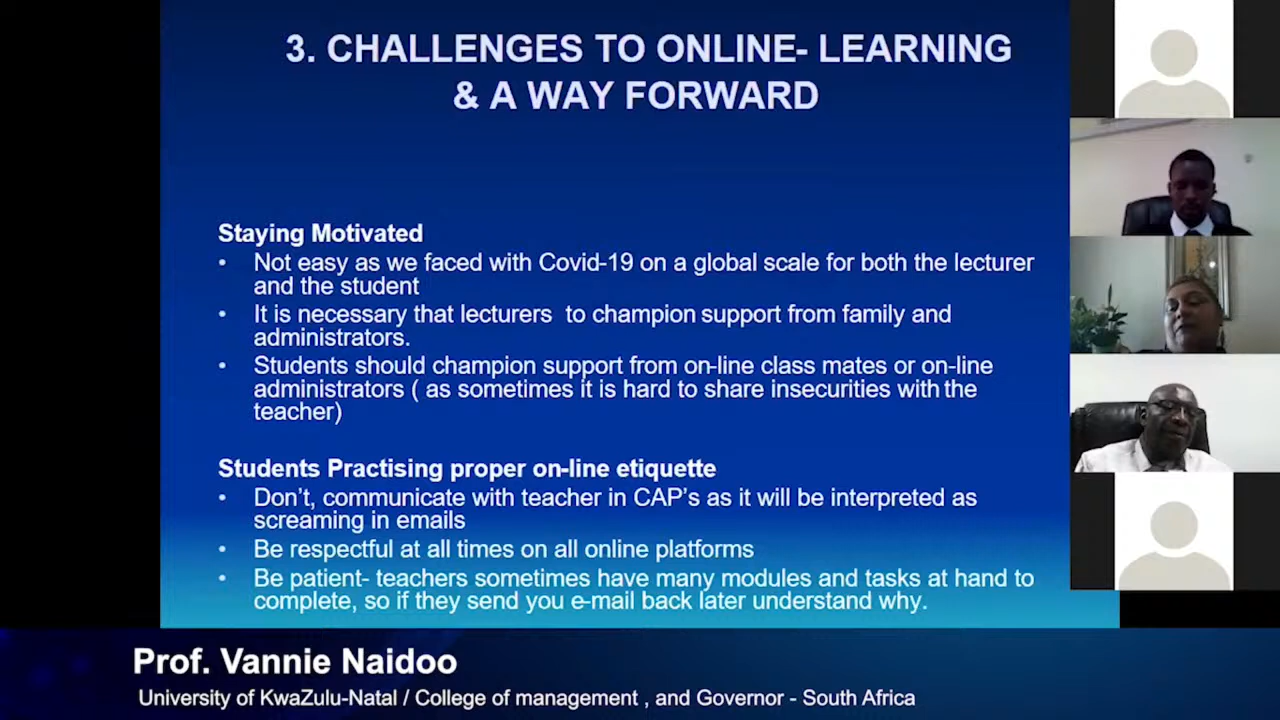 3. CHALLENGES TO ONLINE- LEARNING
& A WAY FORWARD
Staying Motivated
• Not easy as we faced with Covid-19 on a global scale for both the lecturer
and the student
• It is necessary that lecturers to champion support from family and
administrators.
• Students should champion support from on-line class mates or on-line
administrators ( as sometimes it is hard to share insecurities with the
teacher)
Students Practising proper on-line etiquette
• Don't, communicate with teacher in CAP's as it will be interpreted as
screaming in emails
• Be respectful at all times on all online platforms
• Be patient- teachers sometimes have many modules and tasks at hand to
complete, so if they send you e-mail back later understand why.
Prof. Vannie Naidoo
University of KwaZulu-Natal / College of management , and Governor - South Africa